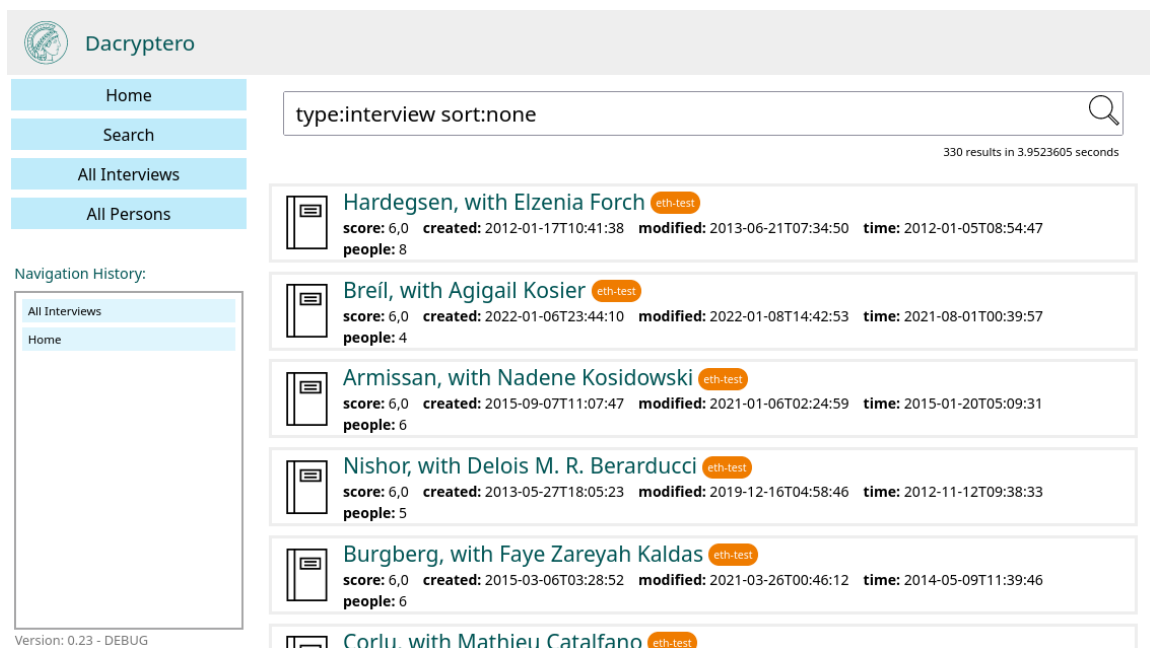 Dacryptero
Home
Search
All Interviews
All Persons
Navigation History:
All Interviews
Home
Version: 0.23 - DEBUG
type:interview sort:none
330 results in 3.9523605 seconds
Hardegsen, with Elzenia Forch eth-test
score: 6,0 created: 2012-01-17T10:41:38 modified: 2013-06-21T07:34:50 time: 2012-01-05T08:54:47
people: 8
Breíl, with Agigail Kosier eth-test
score: 6,0 created: 2022-01-06T23:44:10 modified: 2022-01-08T14:42:53 time: 2021-08-01T00:39:57
people: 4
Armissan, with Nadene Kosidowski eth-test
score: 6,0 created: 2015-09-07T11:07:47 modified: 2021-01-06T02:24:59 time: 2015-01-20T05:09:31
people: 6
Nishor, with Delois M. R. Berarducci eth-test
score: 6,0 created: 2013-05-27T18:05:23 modified: 2019-12-16T04:58:46 time: 2012-11-12T09:38:33
people: 5
Burgberg, with Faye Zareyah Kaldas eth-test
score: 6,0 created: 2015-03-06T03:28:52 modified: 2021-03-26T00:46:12 time: 2014-05-09T11:39:46
people: 6
Corlu, with Mathieu Catalfano eth-test